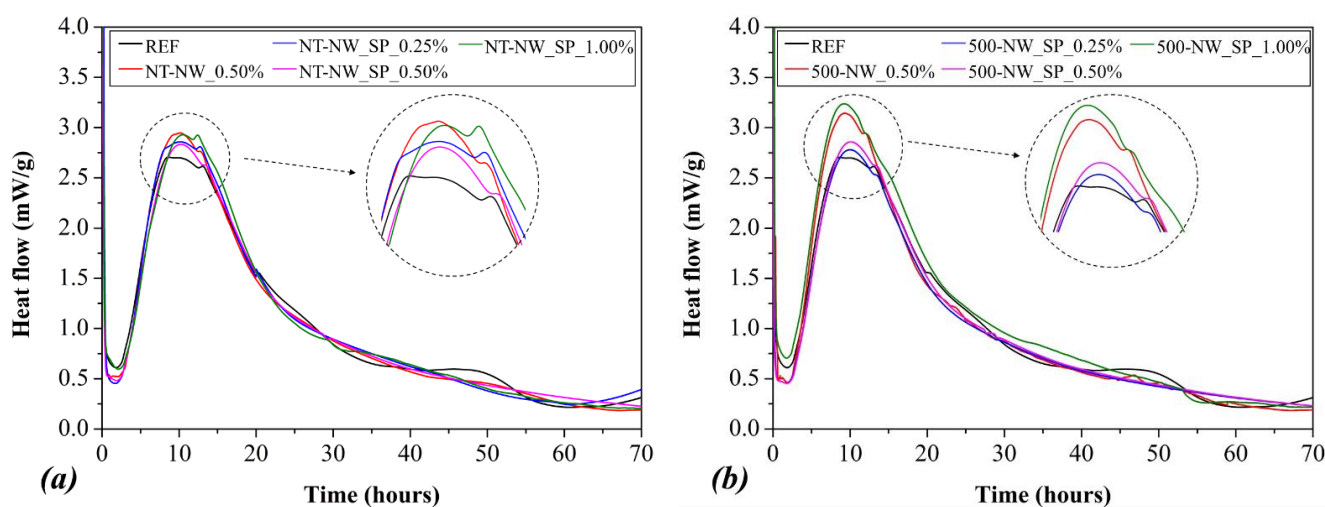 REF NT-NW_SP_0.25% NT-NW_SP_1.00%
NT-NW_0.50% NT-NW_SP_0.50%
4.0
3.5
3.0
2.5
2.0
1.5
1.0
0.5
0.0
Heat flow (mW/g)
0 10 20 30 40 50 60 70
Time (hours)
(a)
REF 500-NW_SP_0.25% 500-NW_SP_1.00%
500-NW_0.50% 500-NW_SP_0.50%
4.0
3.5
3.0
2.5
2.0
1.5
1.0
0.5
0.0
Heat flow (mW/g)
0 10 20 30 40 50 60 70
Time (hours)
(b)